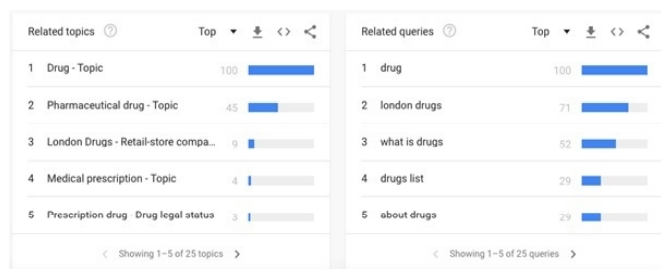 Related topics
Top
1 Drug - Topic 100
2 Pharmaceutical drug - Topic 45
3 London Drugs - Retail-store compa... 9
4 Medical prescription - Topic 4
5 Prescription drug - Drug legal status 3
Showing 1–5 of 25 topics
Related queries
Top
1 drug 100
2 london drugs 71
3 what is drugs 52
4 drugs list 29
5 about drugs 29
Showing 1–5 of 25 queries